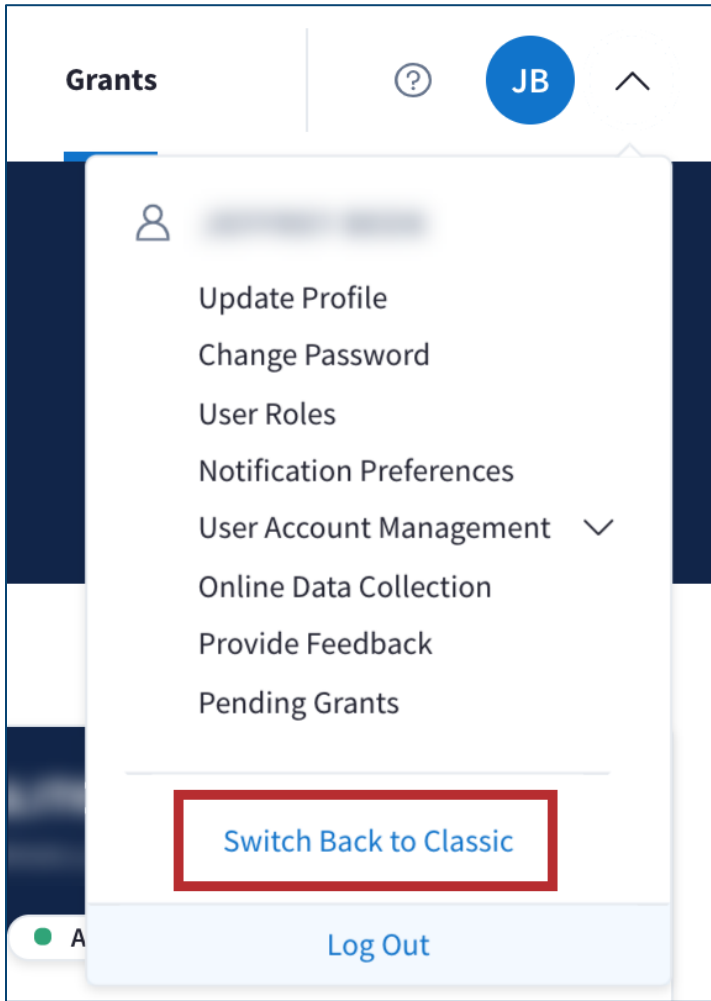 Grants
JB
Update Profile
Change Password
User Roles
Notification Preferences
User Account Management
Online Data Collection
Provide Feedback
Pending Grants
Switch Back to Classic
A
Log Out